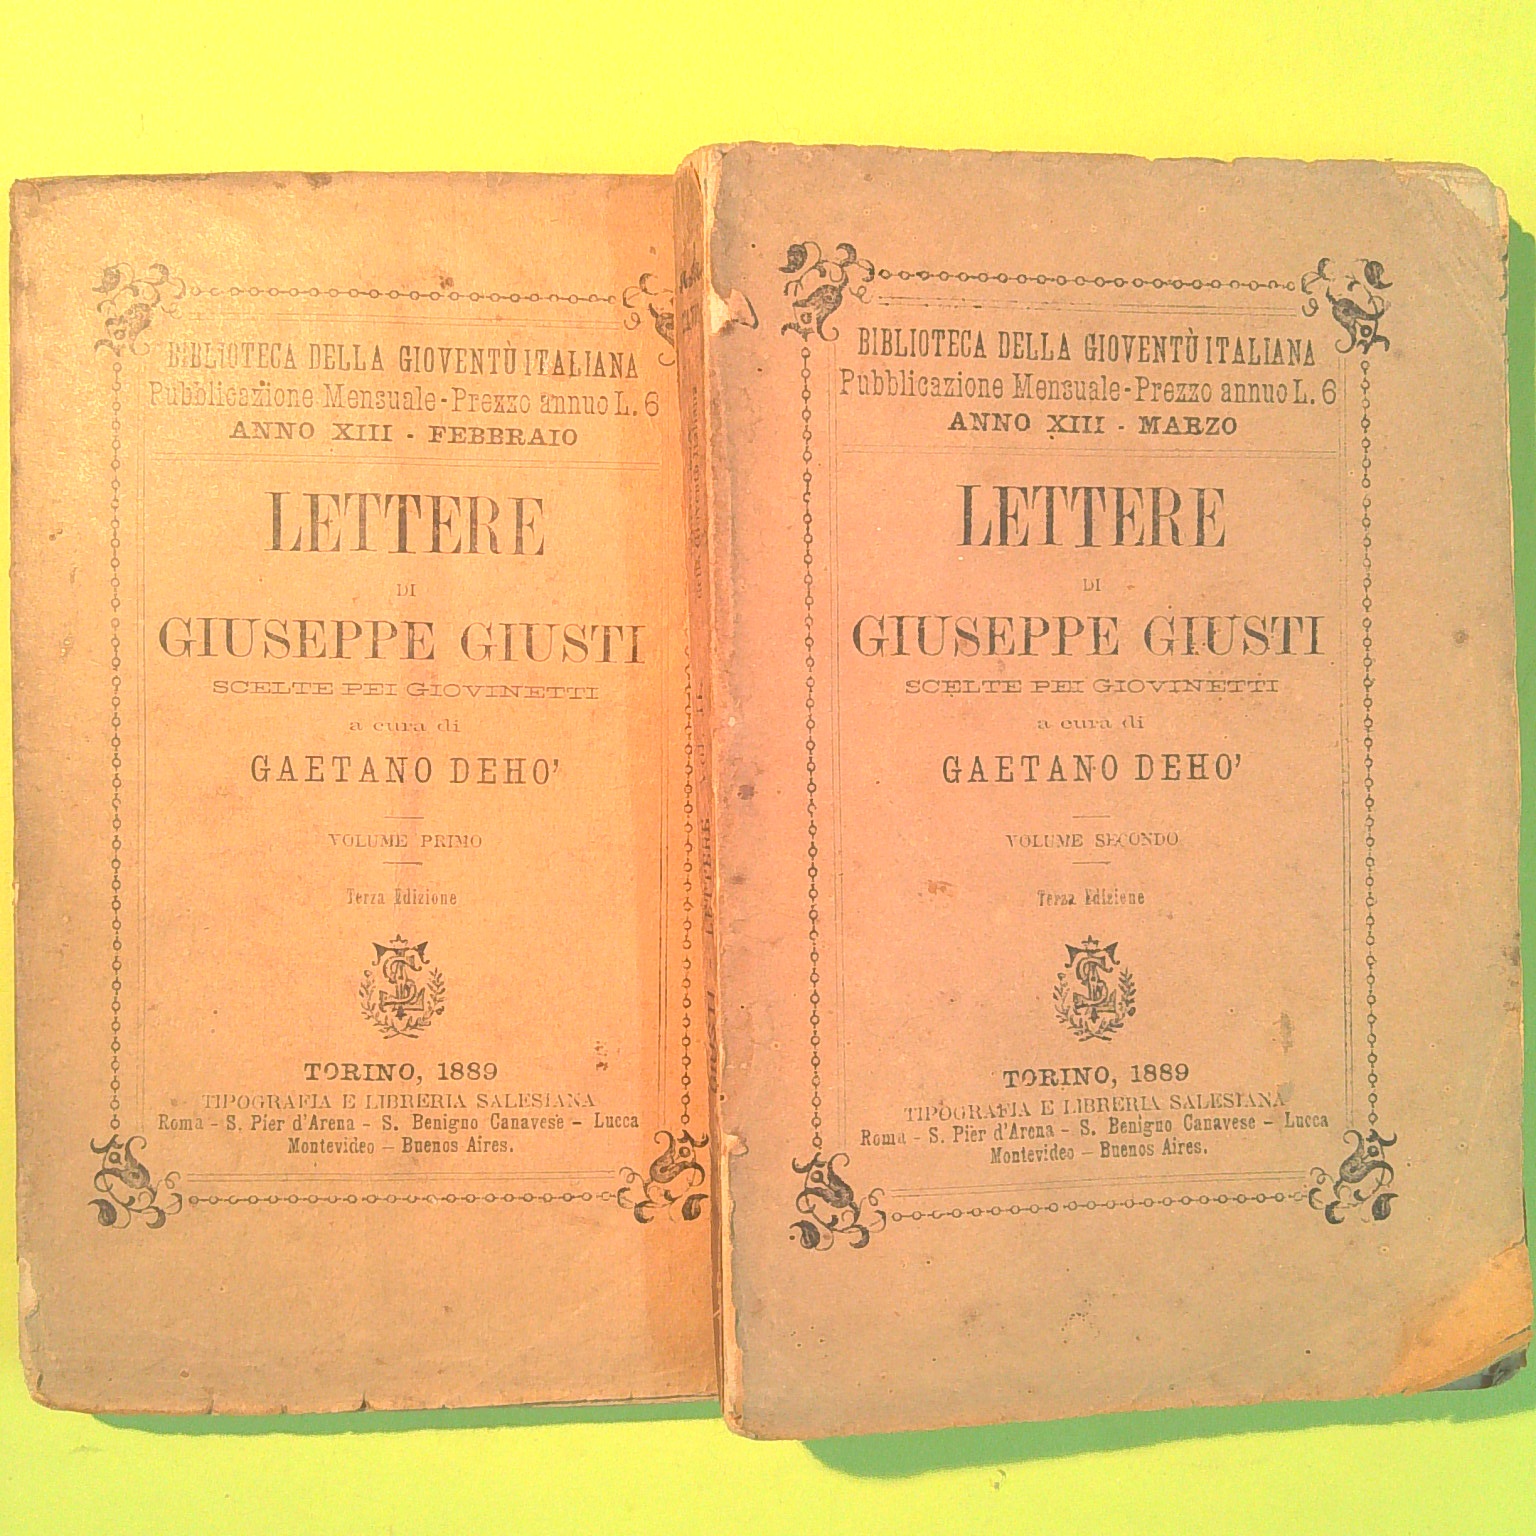 BIBLIOTECA DELLA GIOVENTÙ ITALIANA
Pubblicazione Mensuale - Prezzo annuo L. 6
ANNO XIII - FEBBRAIO
LETTERE
DI
GIUSEPPE GIUSTI
SCELTE PEI GIOVINETTI
a cura di
GAETANO DEHO'
VOLUME PRIMO
Terza Edizione
TORINO, 1889
TIPOGRAFIA E LIBRERIA SALESIANA
Roma - S. Pier d'Arena - S. Benigno Canavese - Lucca
Montevideo - Buenos Aires.
BIBLIOTECA DELLA GIOVENTÙ ITALIANA
Pubblicazione Mensuale - Prezzo annuo L. 6
ANNO XIII - MARZO
LETTERE
DI
GIUSEPPE GIUSTI
SCELTE PEI GIOVINETTI
a cura di
GAETANO DEHO'
VOLUME SECONDO
Terza Edizione
TORINO, 1889
TIPOGRAFIA E LIBRERIA SALESIANA
Roma - S. Pier d'Arena - S. Benigno Canavese - Lucca
Montevideo - Buenos Aires.